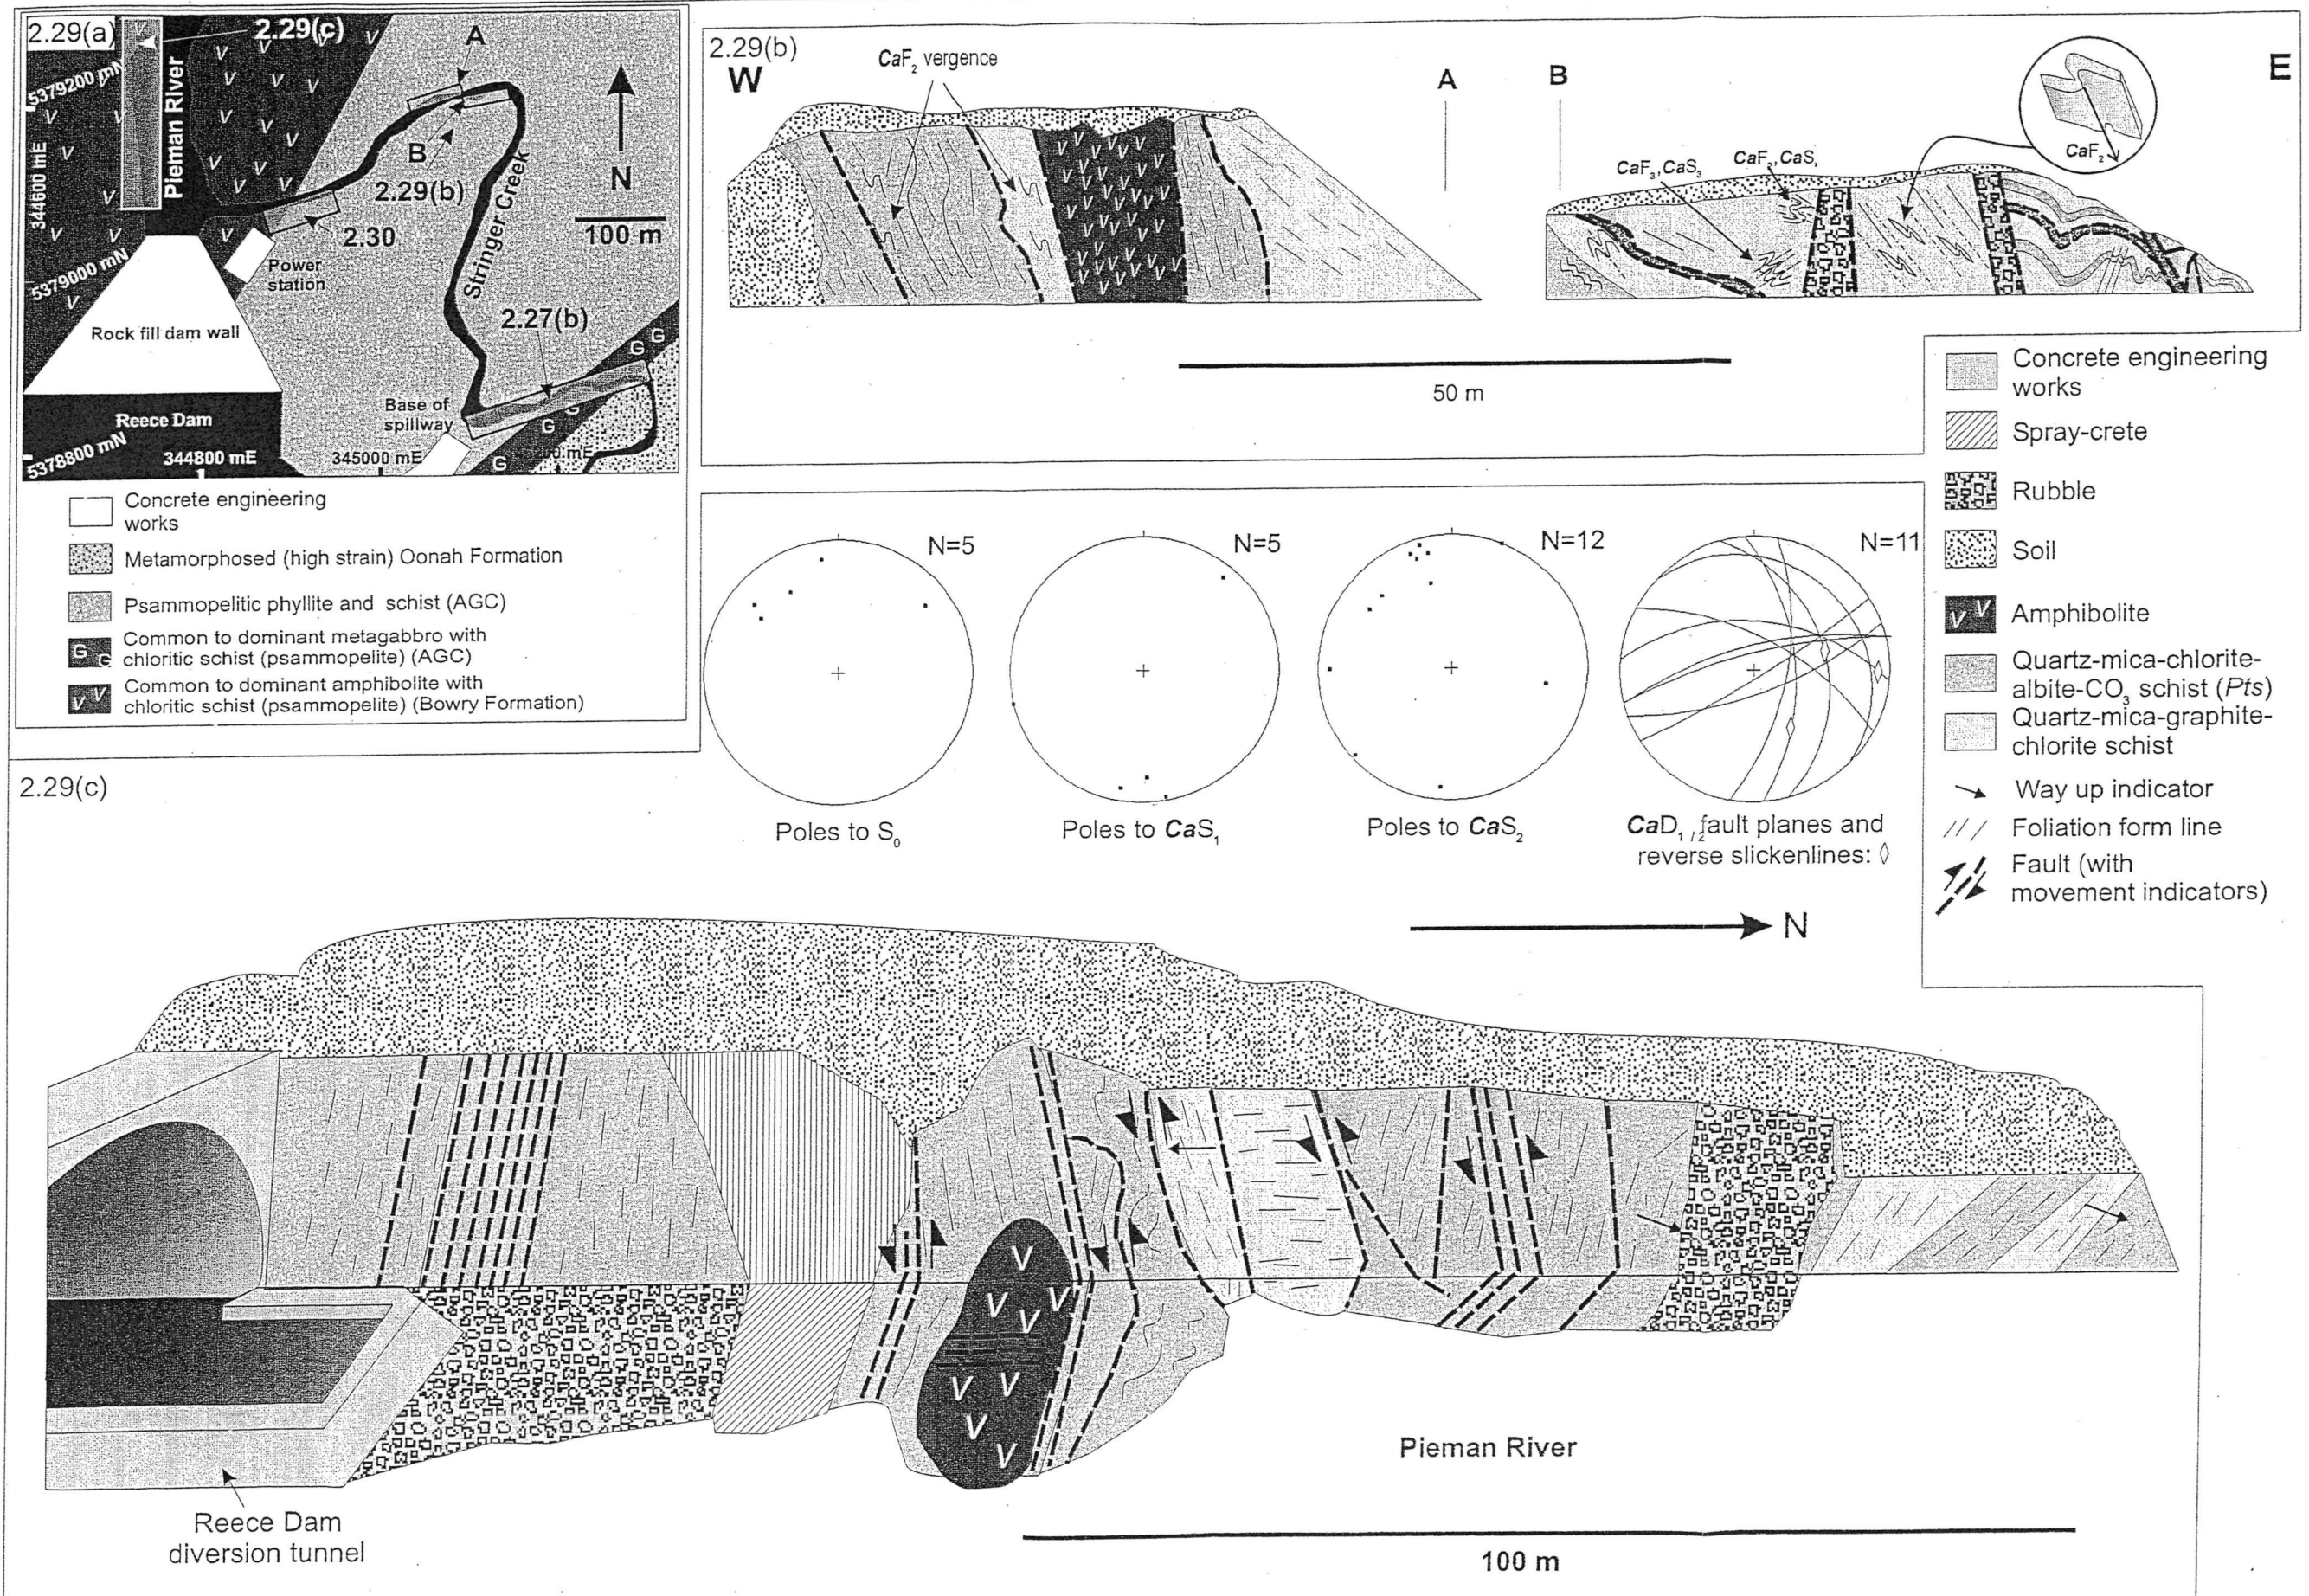 2.29(a)
2.29(c)
A
5379200 mN
Pieman River
344600 mE
B
2.29(b)
N
100 m
2.30
Stringer Creek
5379000 mN
Power
station
2.27(b)
Rock fill dam wall
G
G
Base of
spillway
G
G
Reece Dam
5378800 mN
344800 mE
345000 mE
G
Concrete engineering
works
Metamorphosed (high strain) Oonah Formation
Psammopelitic phyllite and schist (AGC)
G G
Common to dominant metagabbro with
chloritic schist (psammopelite) (AGC)
V V
Common to dominant amphibolite with
chloritic schist (psammopelite) (Bowry Formation)
2.29(b)
W
CaF2 vergence
A
B
E
CaF3,CaS3
CaF2,CaS1
CaF2
50 m
Concrete engineering
works
Spray-crete
Rubble
Soil
V V
Amphibolite
Quartz-mica-chlorite-
albite-CO3 schist (Pts)
Quartz-mica-graphite-
chlorite schist
Way up indicator
Foliation form line
Fault (with
movement indicators)
N=5
N=5
N=12
N=11
Poles to S0
Poles to CaS1
Poles to CaS2
CaD1/2 fault planes and
reverse slickenlines: ◊
2.29(c)
N
V
V V
V
V V
V
V
Pieman River
Reece Dam
diversion tunnel
100 m